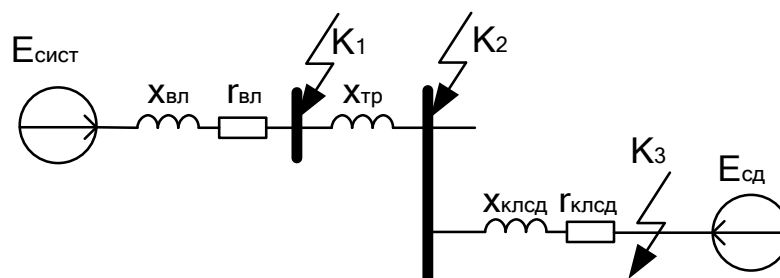 Eсист
xвл
rвл
K1
xтр
K2
xклсд
rклсд
K3
Eсд